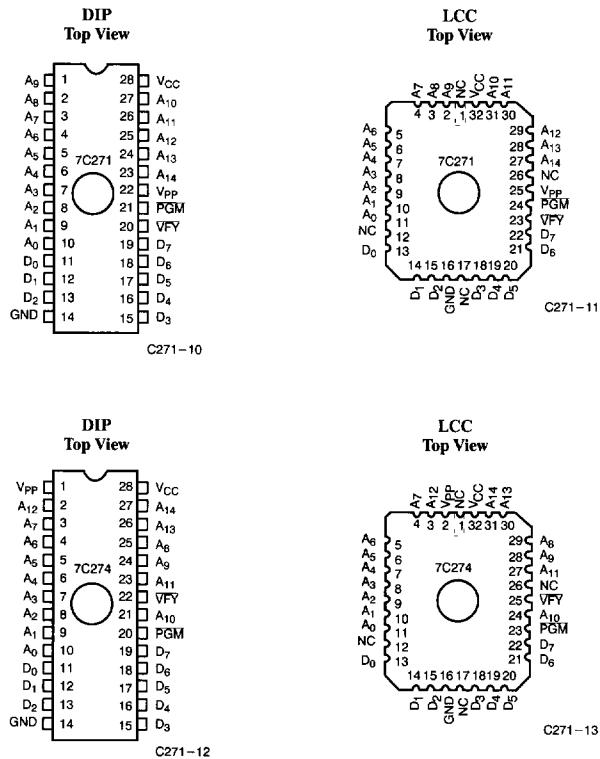 DIP
Top View
A9 1 28 VCC
A8 2 27 A10
A7 3 26 A11
A6 4 25 A12
A5 5 24 A13
A4 6 7C271 23 A14
A3 7 22 VPP
A2 8 21 PGM
A1 9 20 VFY
A0 10 19 D7
D0 11 18 D6
D1 12 17 D5
D2 13 16 D4
GND 14 15 D3
C271-10
LCC
Top View
A7 A8 A9 NC VCC A10 A11
4 3 2 1 32 31 30
A6 5 29 A12
A5 6 28 A13
A4 7 7C271 27 A14
A3 8 26 NC
A2 9 25 VPP
A1 10 24 PGM
A0 11 23 VFY
NC 12 22 D7
D0 13 21 D6
14 15 16 17 18 19 20
D1 D2 GND NC D3 D4 D5
C271-11
DIP
Top View
VPP 1 28 VCC
A12 2 27 A14
A7 3 26 A13
A6 4 25 A8
A5 5 24 A9
A4 6 7C274 23 A11
A3 7 22 VFY
A2 8 21 A10
A1 9 20 PGM
A0 10 19 D7
D0 11 18 D6
D1 12 17 D5
D2 13 16 D4
GND 14 15 D3
C271-12
LCC
Top View
A7 A12 VPP NC VCC A14 A13
4 3 2 1 32 31 30
A6 5 29 A8
A5 6 28 A9
A4 7 7C274 27 A11
A3 8 26 NC
A2 9 25 VFY
A1 10 24 A10
A0 11 23 PGM
NC 12 22 D7
D0 13 21 D6
14 15 16 17 18 19 20
D1 D2 GND NC D3 D4 D5
C271-13